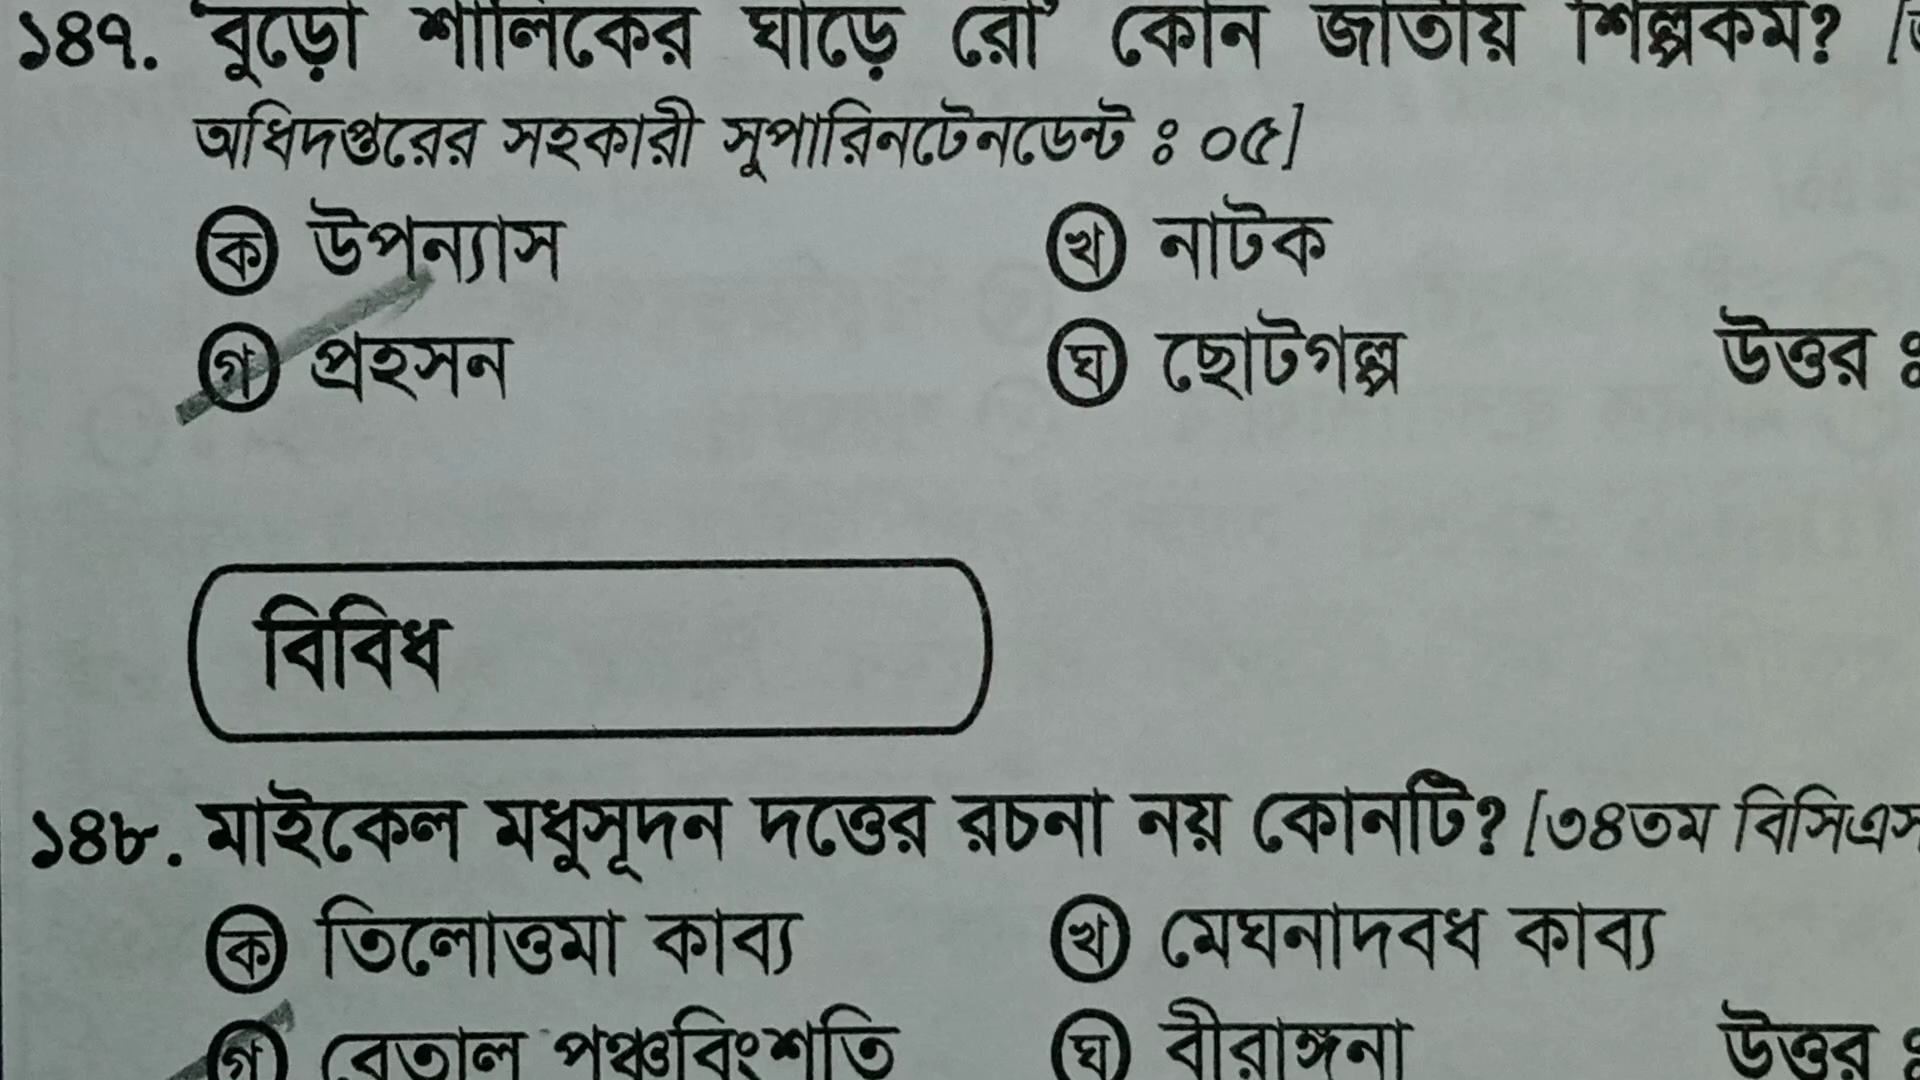 ১৪৭. 'বুড়ো শালিকের ঘাড়ে রোঁ' কোন জাতীয় শিল্পকর্ম?
অধিদপ্তরের সহকারী সুপারিনটেনডেন্ট ঃ ০৫]
ক উপন্যাস খ নাটক
গ প্রহসন ঘ ছোটগল্প উত্তর ঃ
বিবিধ
১৪৮. মাইকেল মধুসূদন দত্তের রচনা নয় কোনটি? [৩৪তম বিসিএস
ক তিলোত্তমা কাব্য খ মেঘনাদবধ কাব্য
গ বেতাল পঞ্চবিংশতি ঘ বীরাঙ্গনা উত্তর ঃ